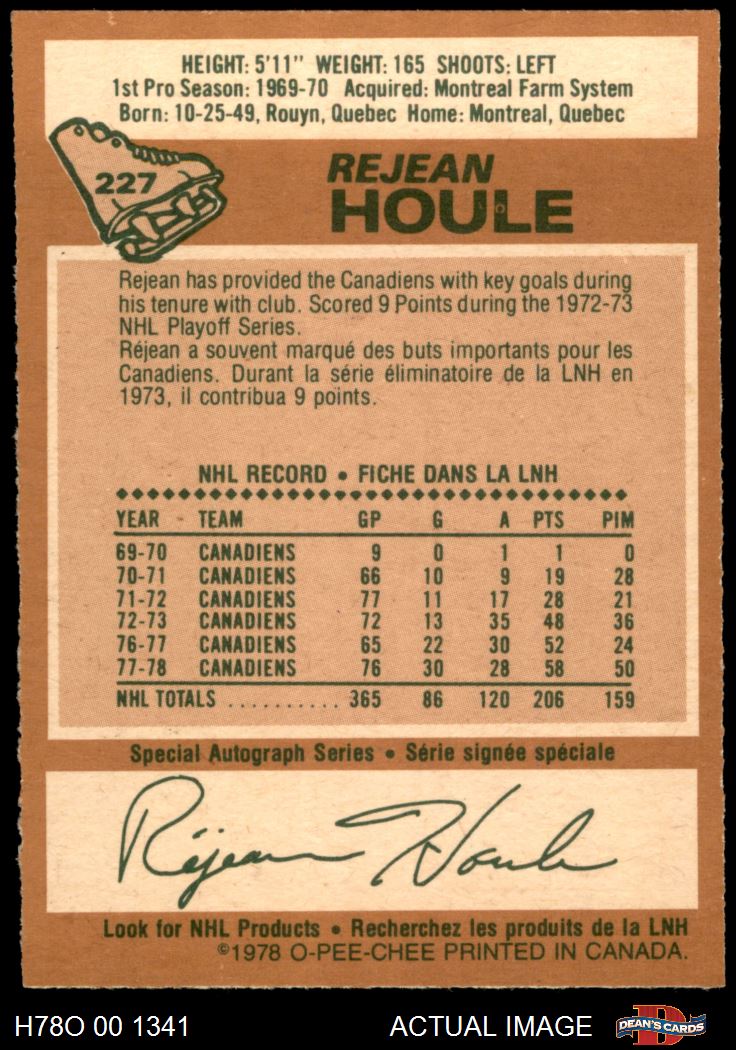 HEIGHT: 5'11" WEIGHT: 165 SHOOTS: LEFT
1st Pro Season: 1969-70 Acquired: Montreal Farm System
Born: 10-25-49, Rouyn, Quebec Home: Montreal, Quebec
227
REJEAN
HOULE
Rejean has provided the Canadiens with key goals during
his tenure with club. Scored 9 Points during the 1972-73
NHL Playoff Series.
Réjean a souvent marqué des buts importants pour les
Canadiens. Durant la série éliminatoire de la LNH en
1973, il contribua 9 points.
NHL RECORD • FICHE DANS LA LNH
YEAR TEAM GP G A PTS PIM
69-70 CANADIENS 9 0 1 1 0
70-71 CANADIENS 66 10 9 19 28
71-72 CANADIENS 77 11 17 28 21
72-73 CANADIENS 72 13 35 48 36
76-77 CANADIENS 65 22 30 52 24
77-78 CANADIENS 76 30 28 58 50
NHL TOTALS .......... 365 86 120 206 159
Special Autograph Series • Série signée spéciale
Réjean Houle
Look for NHL Products • Recherchez les produits de la LNH
©1978 O-PEE-CHEE PRINTED IN CANADA.
H78O 00 1341 ACTUAL IMAGE D DEAN'S CARDS